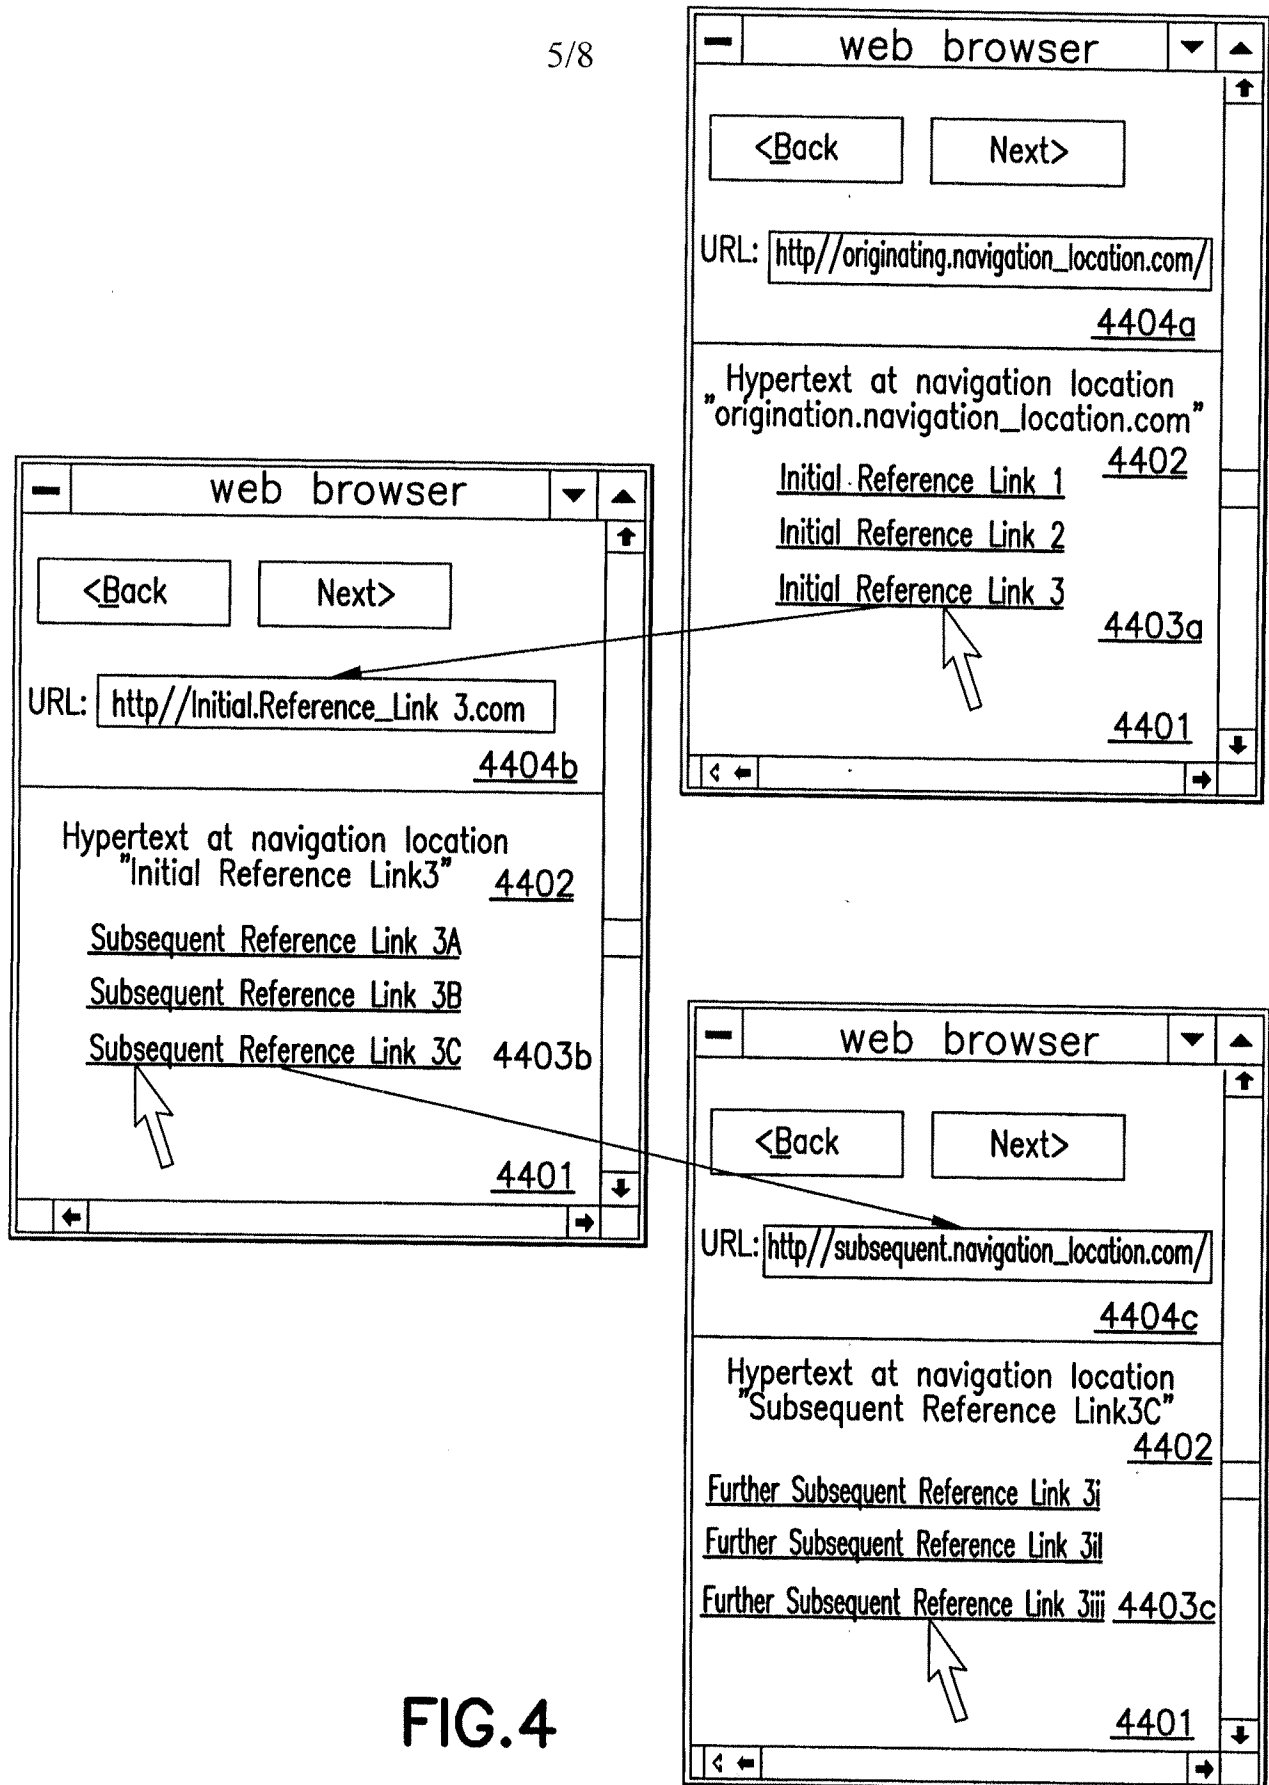 5/8
web browser
<Back
Next>
URL: http//originating.navigation_location.com/
4404a
Hypertext at navigation location
"origination.navigation_location.com"
4402
Initial Reference Link 1
Initial Reference Link 2
Initial Reference Link 3
4403a
4401
web browser
<Back
Next>
URL: http//Initial.Reference_Link 3.com
4404b
Hypertext at navigation location
"Initial Reference Link3"
4402
Subsequent Reference Link 3A
Subsequent Reference Link 3B
Subsequent Reference Link 3C 4403b
4401
web browser
<Back
Next>
URL: http//subsequent.navigation_location.com/
4404c
Hypertext at navigation location
"Subsequent Reference Link3C"
4402
Further Subsequent Reference Link 3i
Further Subsequent Reference Link 3il
Further Subsequent Reference Link 3iii 4403c
4401
FIG.4